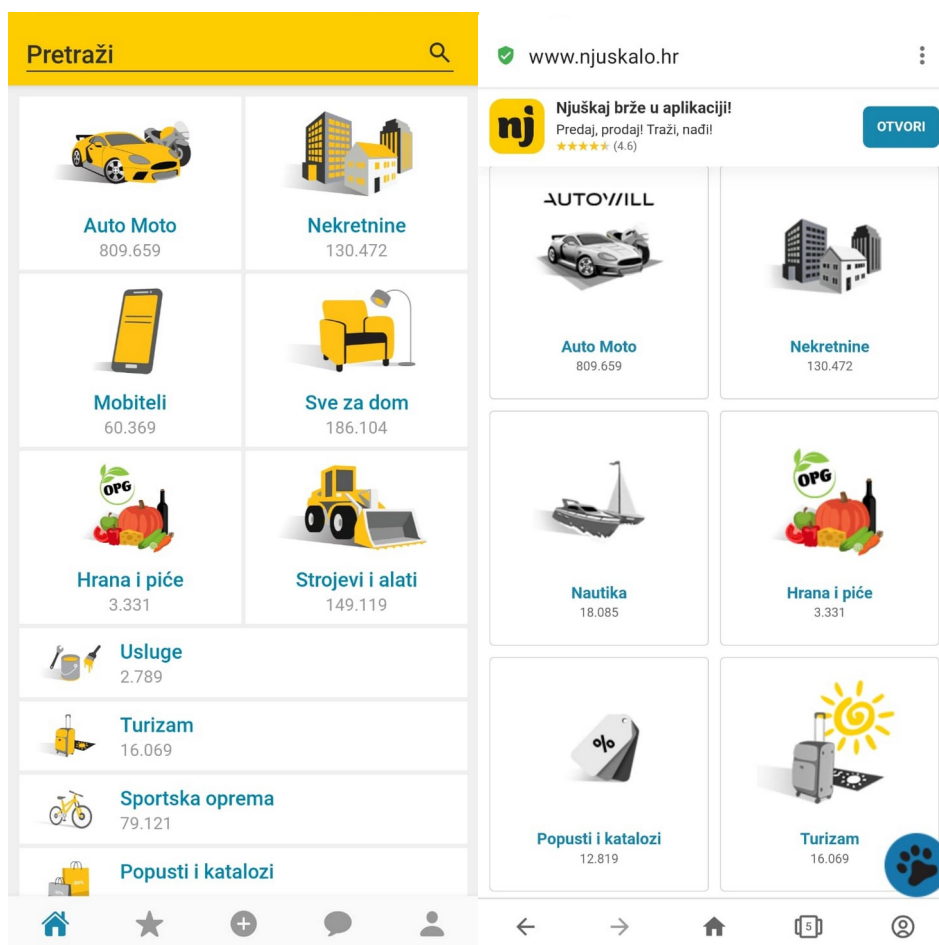 Pretraži
Auto Moto
809.659
Nekretnine
130.472
Mobiteli
60.369
Sve za dom
186.104
OPG
Hrana i piće
3.331
Strojevi i alati
149.119
Usluge
2.789
Turizam
16.069
Sportska oprema
79.121
Popusti i katalozi
www.njuskalo.hr
nj
Njuškaj brže u aplikaciji!
Predaj, prodaj! Traži, nađi!
(4.6)
OTVORI
AUTOWILL
Auto Moto
809.659
Nekretnine
130.472
Nautika
18.085
OPG
Hrana i piće
3.331
%
Popusti i katalozi
12.819
Turizam
16.069
5